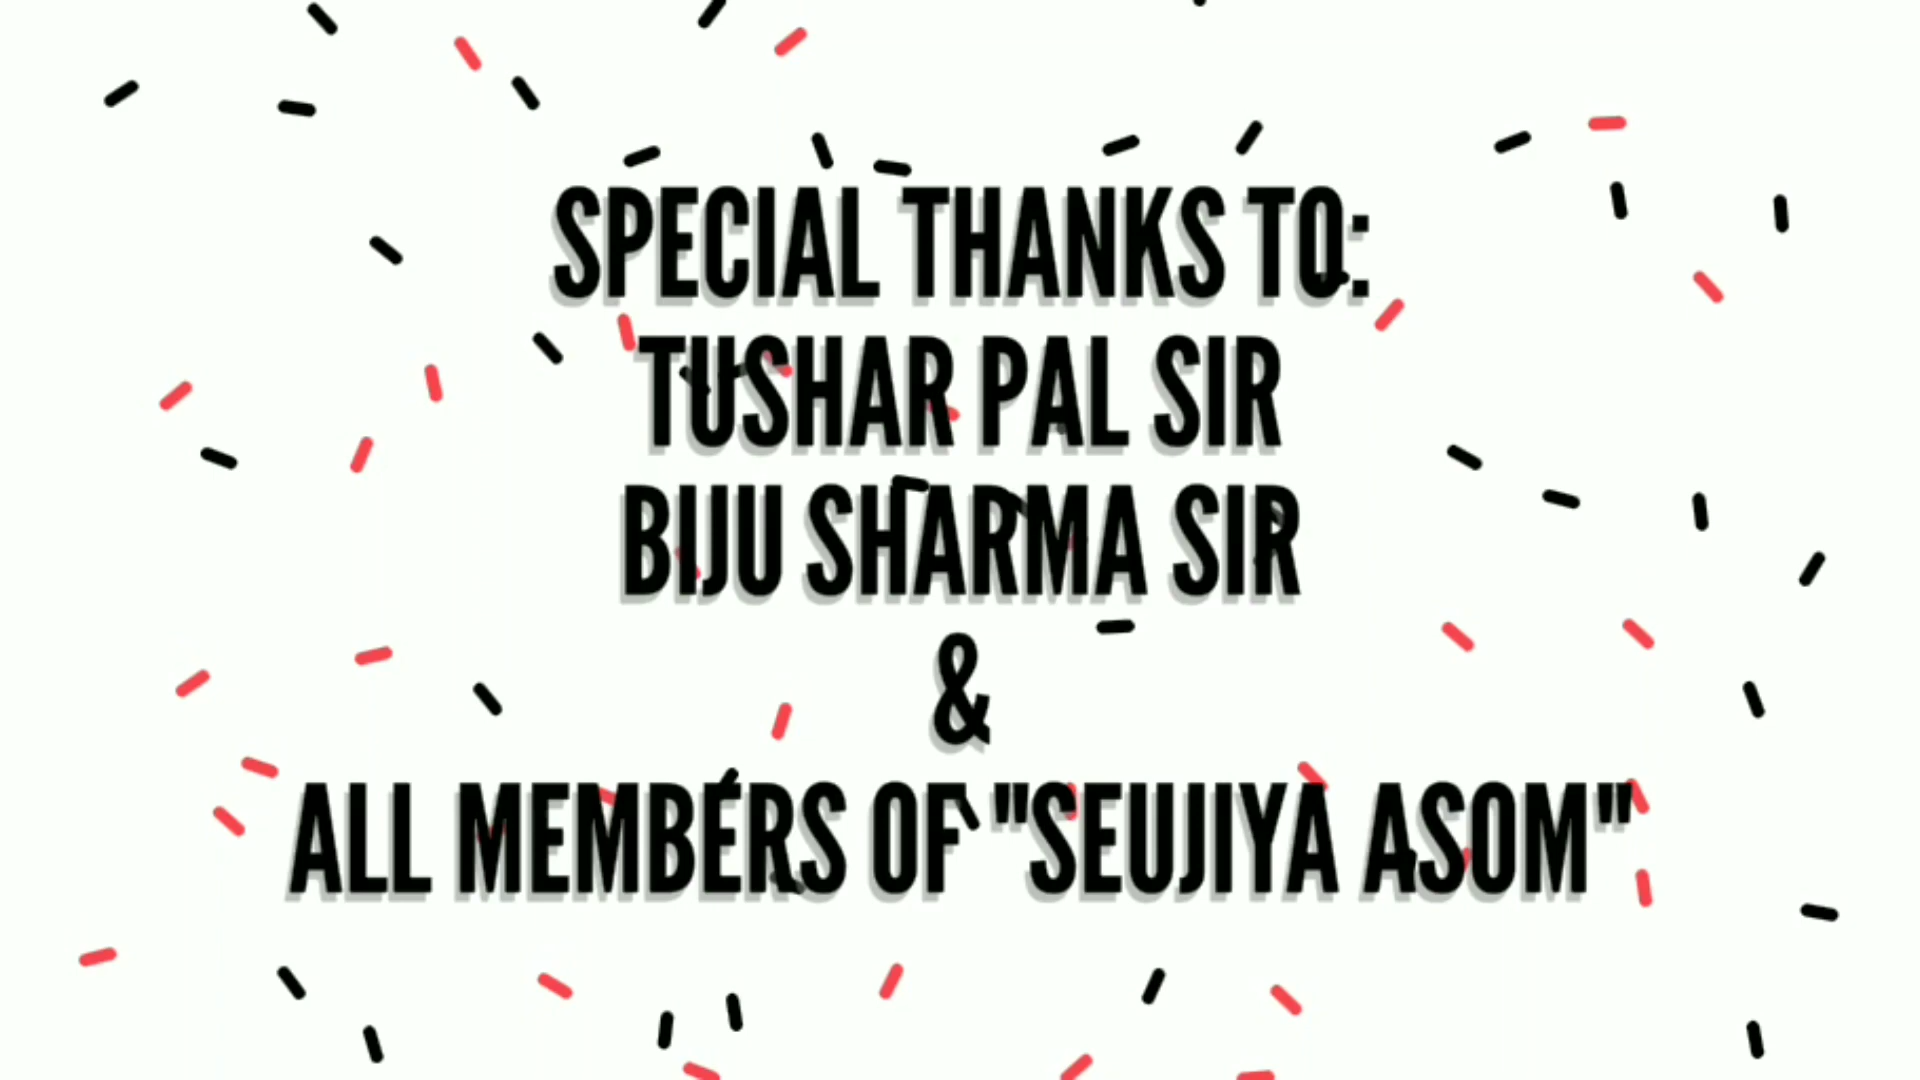 SPECIAL THANKS TO:
TUSHAR PAL SIR
BIJU SHARMA SIR
&
ALL MEMBERS OF "SEUJIYA ASOM"